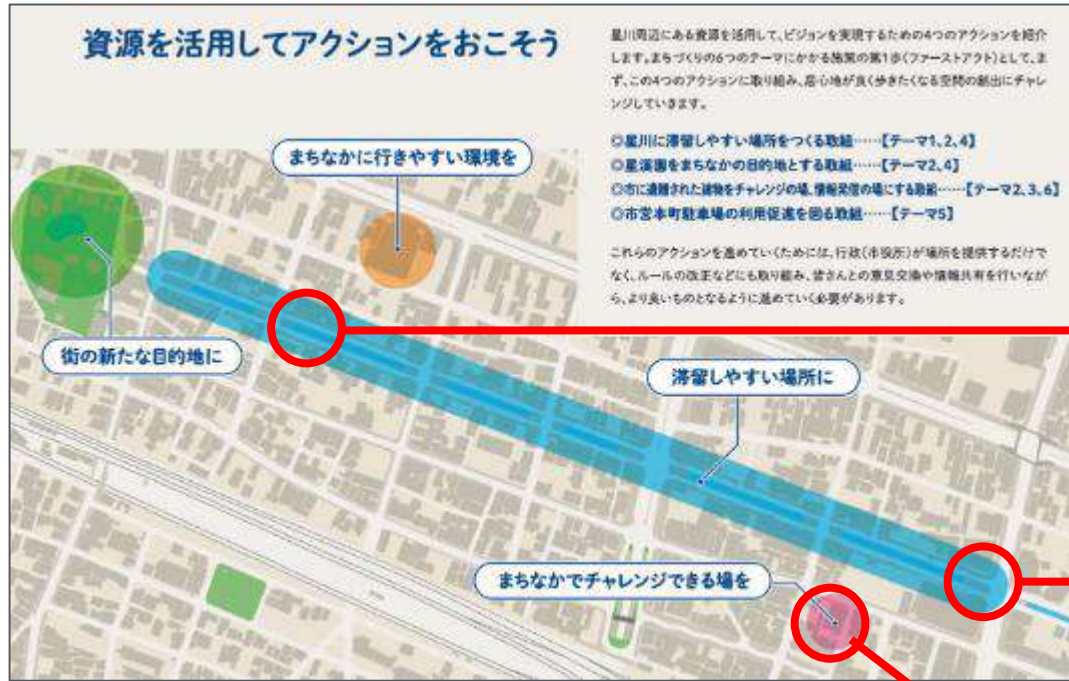 資源を活用してアクションをおこそう
星川周辺にある資源を活用して、ビジョンを実現するための4つのアクションを紹介
します。まちづくりの6つのテーマにかかる施策の第1歩(ファーストアクト)として、ま
ず、この4つのアクションに取り組み、居心地が良く歩きたくなる空間の創出にチャレ
ンジしていきます。
◎星川に滞留しやすい場所をつくる取組……【テーマ1、2、4】
◎星溪園をまちなかの目的地とする取組……【テーマ2、4】
◎市に遺贈された建物をチャレンジの場、情報発信の場にする取組……【テーマ2、3、6】
◎市営本町駐車場の利用促進を図る取組……【テーマ5】
これらのアクションを進めていくためには、行政(市役所)が場所を提供するだけで
なく、ルールの改正などにも取り組み、皆さんとの意見交換や情報共有を行いなが
ら、より良いものとなるように進めていく必要があります。
まちなかに行きやすい環境を
街の新たな目的地に
滞留しやすい場所に
まちなかでチャレンジできる場を